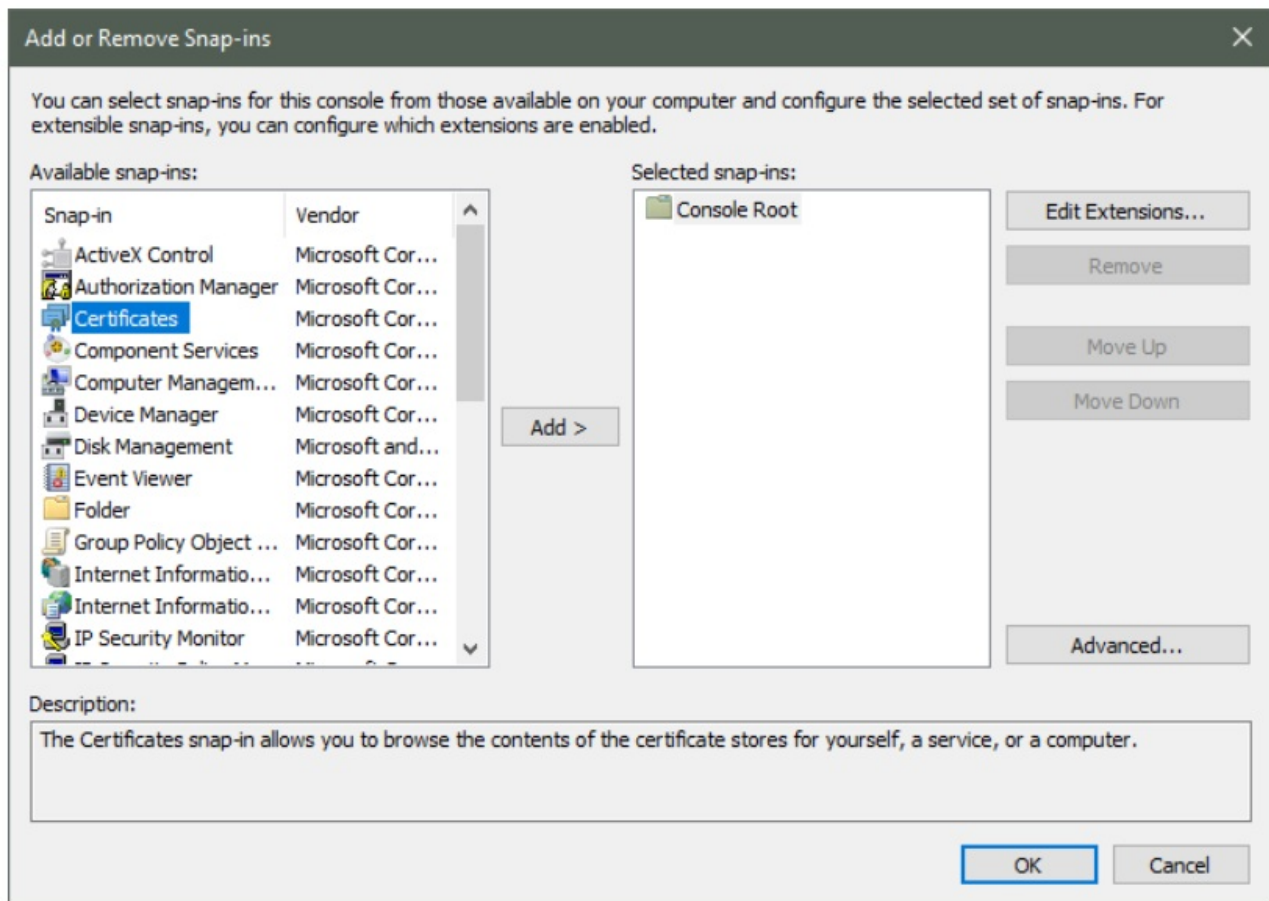 Add or Remove Snap-ins
You can select snap-ins for this console from those available on your computer and configure the selected set of snap-ins. For
extensible snap-ins, you can configure which extensions are enabled.
Available snap-ins:
Snap-in Vendor
ActiveX Control Microsoft Cor...
Authorization Manager Microsoft Cor...
Certificates Microsoft Cor...
Component Services Microsoft Cor...
Computer Managem... Microsoft Cor...
Device Manager Microsoft Cor...
Disk Management Microsoft and...
Event Viewer Microsoft Cor...
Folder Microsoft Cor...
Group Policy Object ... Microsoft Cor...
Internet Informatio... Microsoft Cor...
Internet Informatio... Microsoft Cor...
IP Security Monitor Microsoft Cor...
Add >
Selected snap-ins:
Console Root
Edit Extensions...
Remove
Move Up
Move Down
Advanced...
Description:
The Certificates snap-in allows you to browse the contents of the certificate stores for yourself, a service, or a computer.
OK Cancel